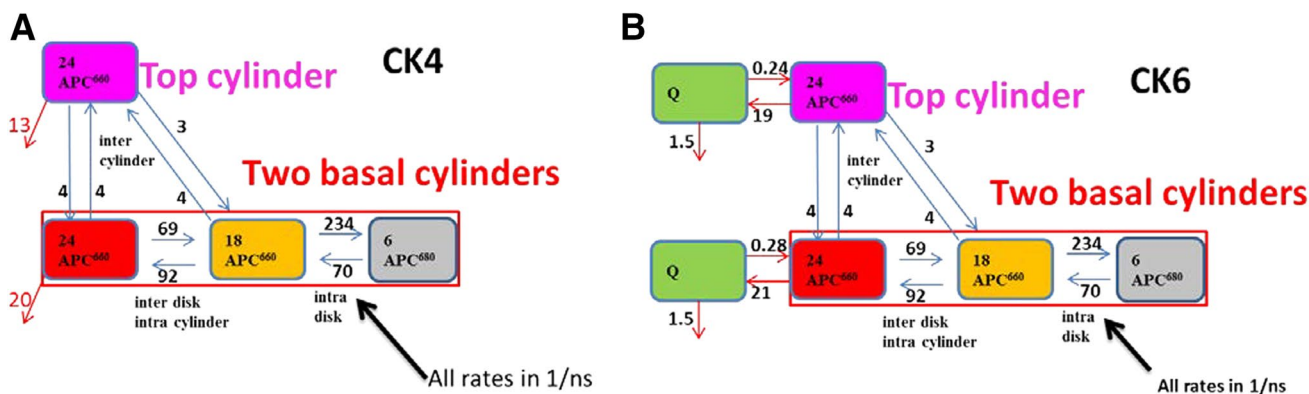 A
CK4
24
APC660
Top cylinder
13
3
inter
cylinder
4
4
4
Two basal cylinders
24
APC660
69
92
18
APC660
234
70
6
APC680
20
inter disk
intra cylinder
intra
disk
All rates in 1/ns
B
CK6
Q
0.24
19
24
APC660
Top cylinder
1.5
3
inter
cylinder
4
4
4
Two basal cylinders
Q
0.28
21
24
APC660
69
92
18
APC660
234
70
6
APC680
1.5
inter disk
intra cylinder
intra
disk
All rates in 1/ns